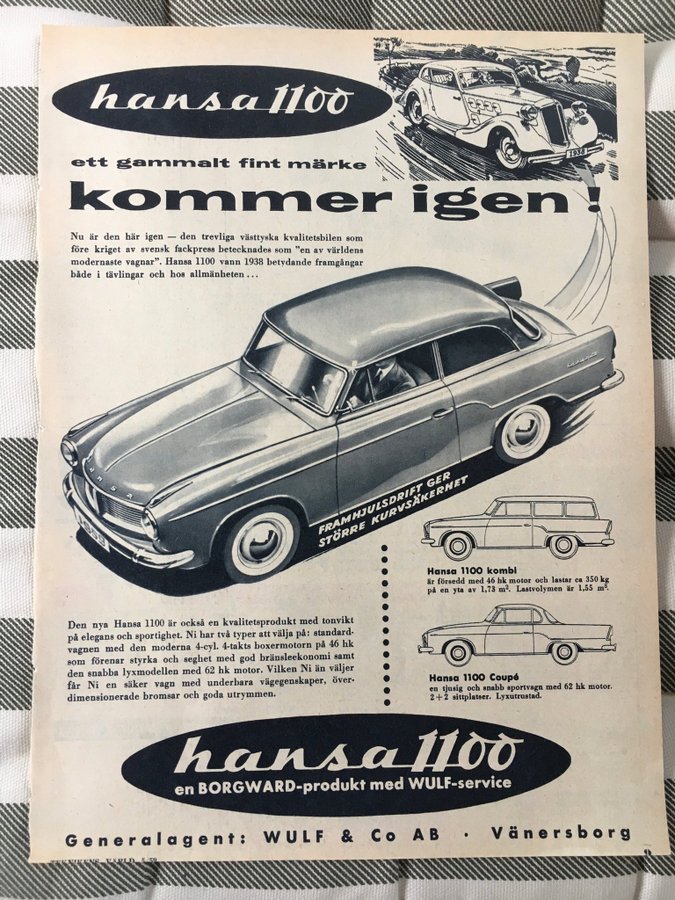 hansa 1100
1938
ett gammalt fint märke
kommer igen!
Nu är den här igen — den trevliga västtyska kvalitetsbilen som
före kriget av svensk fackpress betecknades som "en av världens
modernaste vagnar". Hansa 1100 vann 1938 betydande framgångar
både i tävlingar och hos allmänheten ...
HANSA
1959
FRAMHJULSDRIFT GER
STÖRRE KURVSÄKERHET
Hansa 1100 kombi
är försedd med 46 hk motor och lastar ca 350 kg
på en yta av 1,73 m². Lastvolymen är 1,55 m³.
Den nya Hansa 1100 är också en kvalitetsprodukt med tonvikt
på elegans och sportighet. Ni har två typer att välja på: standard-
vagnen med den moderna 4-cyl. 4-takts boxermotorn på 46 hk
som förenar styrka och seghet med god bränsleekonomi samt
den snabba lyxmodellen med 62 hk motor. Vilken Ni än väljer
får Ni en säker vagn med underbara vägegenskaper, över-
dimensionerade bromsar och goda utrymmen.
Hansa 1100 Coupé
en tjusig och snabb sportvagn med 62 hk motor.
2+2 sittplatser. Lyxutrustad.
hansa 1100
en BORGWARD-produkt med WULF-service
Generalagent: WULF & Co AB · Vänersborg
TEKNIKENS VÄRLD 5-59
9